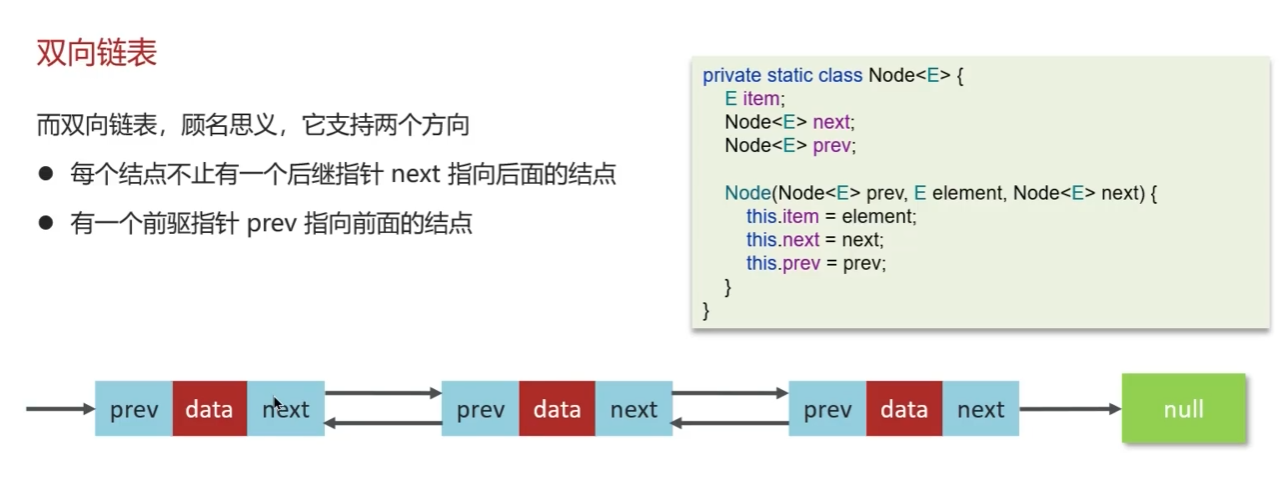 双向链表
而双向链表，顾名思义，它支持两个方向
● 每个结点不止有一个后继指针 next 指向后面的结点
● 有一个前驱指针 prev 指向前面的结点
private static class Node<E> {
E item;
Node<E> next;
Node<E> prev;
Node(Node<E> prev, E element, Node<E> next) {
this.item = element;
this.next = next;
this.prev = prev;
}
}
prev data next prev data next prev data next null